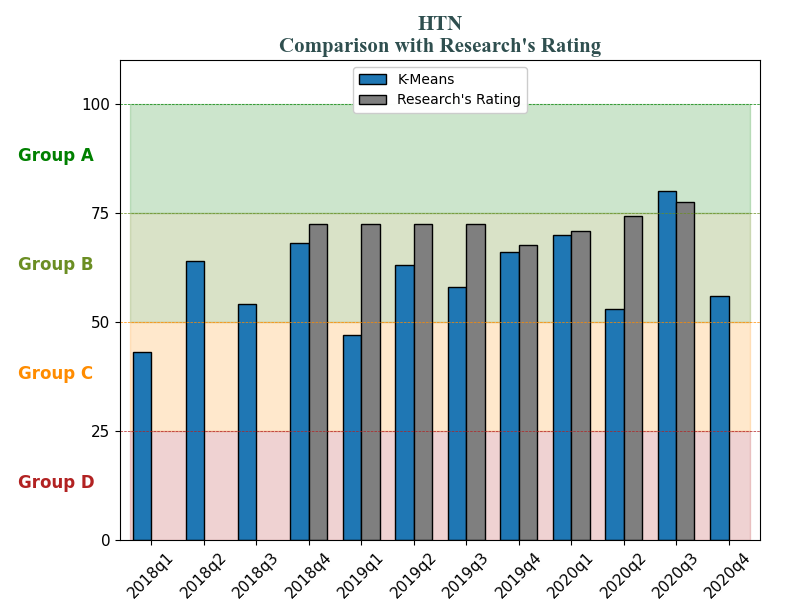 HTN
Comparison with Research's Rating
K-Means
Research's Rating
100
Group A
75
Group B
50
Group C
25
Group D
0
2018q1
2018q2
2018q3
2018q4
2019q1
2019q2
2019q3
2019q4
2020q1
2020q2
2020q3
2020q4